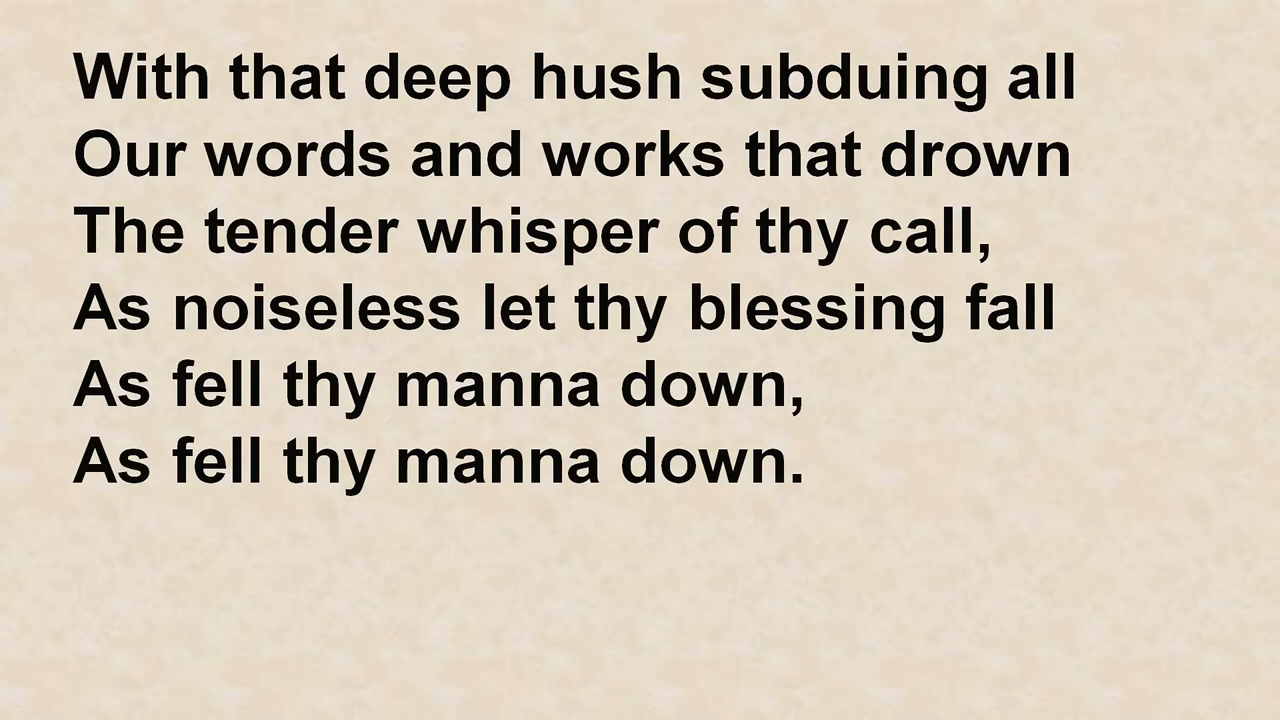 With that deep hush subduing all
Our words and works that drown
The tender whisper of thy call,
As noiseless let thy blessing fall
As fell thy manna down,
As fell thy manna down.